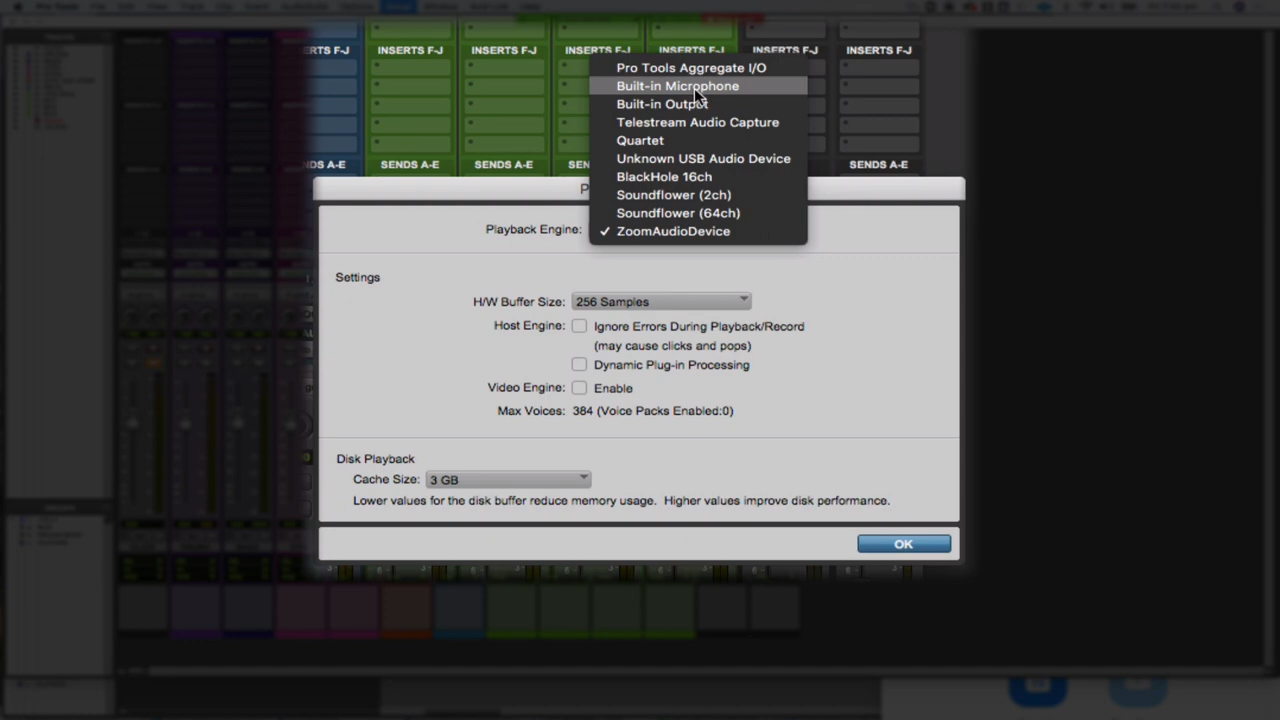 INSERTS F-J INSERTS F-J INSERTS F-J INSERTS F-J INSERTS F-J INSERTS F-J
Pro Tools Aggregate I/O
Built-in Microphone
Built-in Output
Telestream Audio Capture
Quartet
Unknown USB Audio Device
SENDS A-E SENDS A-E SENDS A-E SENDS A-E
BlackHole 16ch
Soundflower (2ch)
Soundflower (64ch)
Playback Engine: ✓ ZoomAudioDevice
Settings
H/W Buffer Size: 256 Samples
Host Engine: Ignore Errors During Playback/Record
(may cause clicks and pops)
Dynamic Plug-in Processing
Video Engine: Enable
Max Voices: 384 (Voice Packs Enabled:0)
Disk Playback
Cache Size: 3 GB
Lower values for the disk buffer reduce memory usage. Higher values improve disk performance.
OK